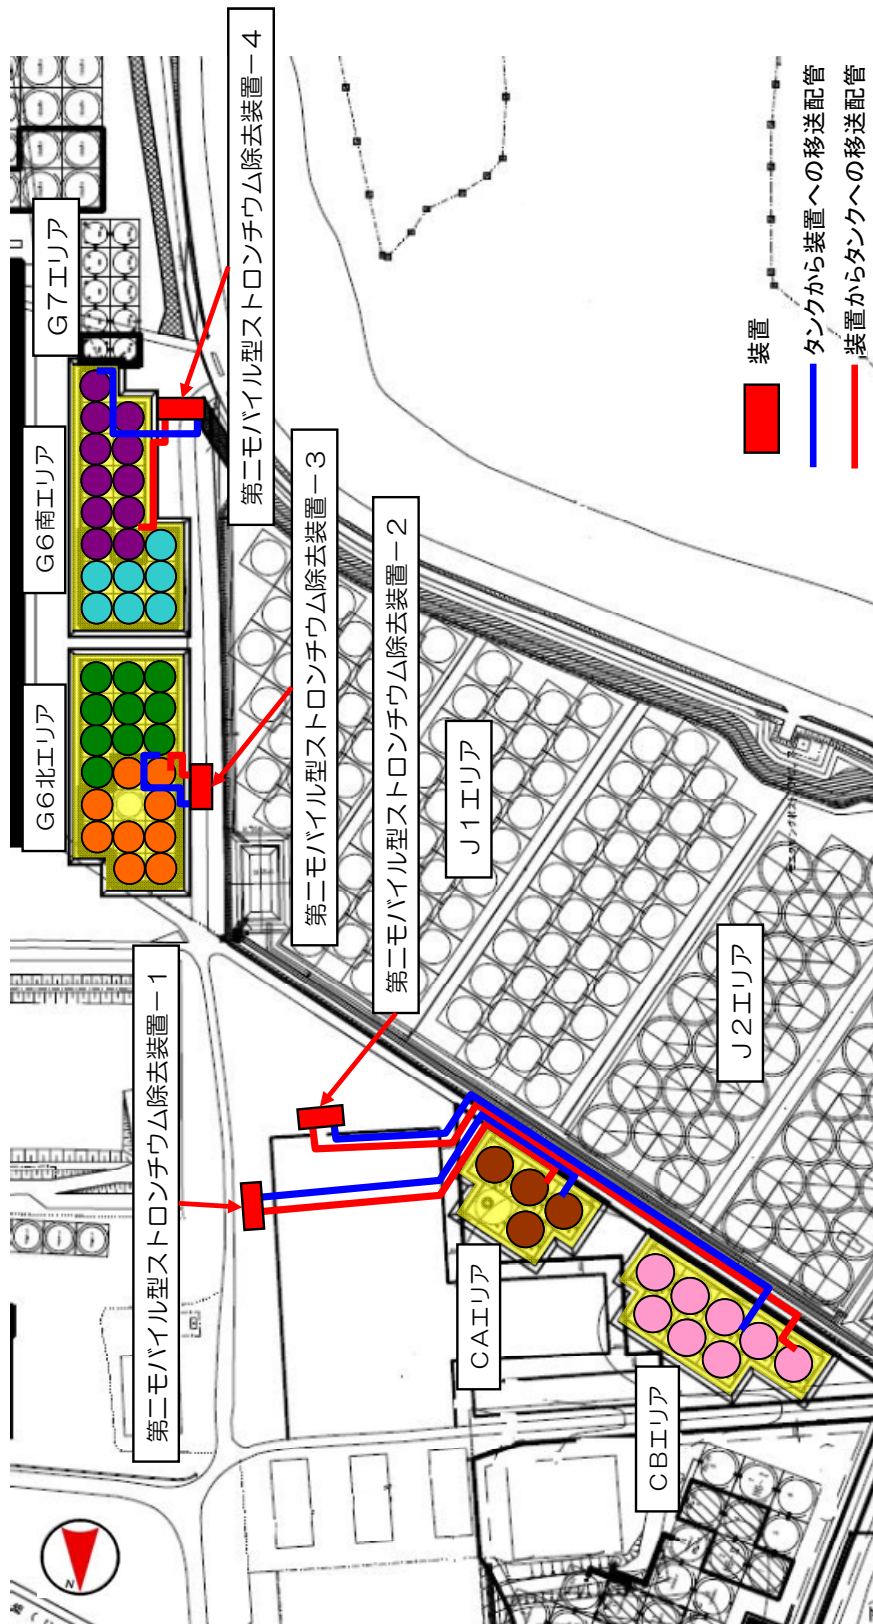 G7エリア
G6南エリア
G6北エリア
第二モバイル型ストロンチウム除去装置-4
第二モバイル型ストロンチウム除去装置-3
第二モバイル型ストロンチウム除去装置-2
第二モバイル型ストロンチウム除去装置-1
J1エリア
J2エリア
CAエリア
CBエリア
装置
タンクから装置への移送配管
装置からタンクへの移送配管
N